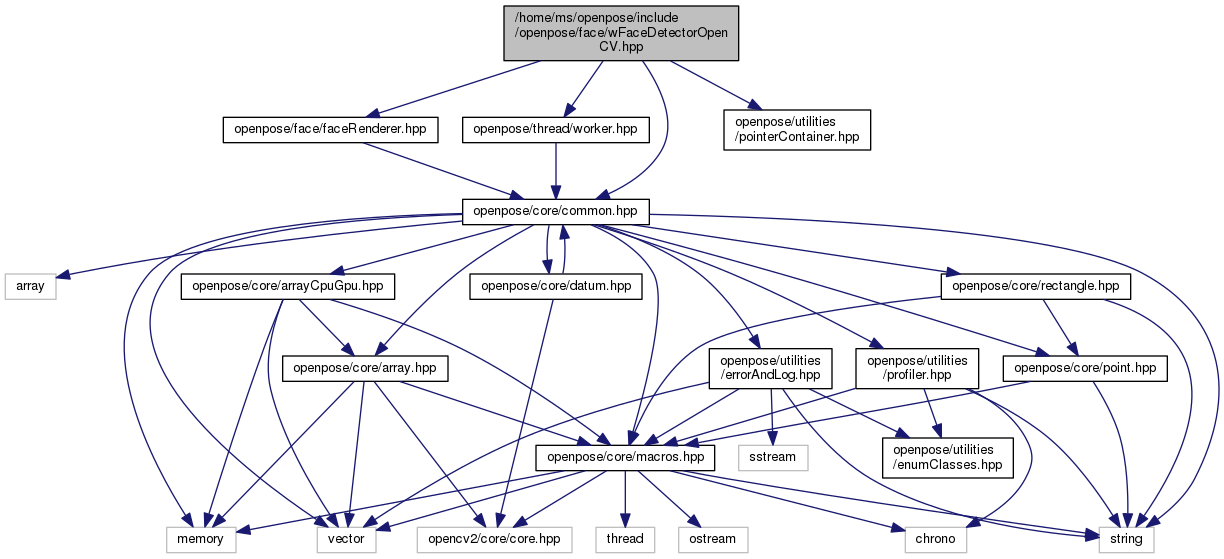 /home/ms/openpose/include
/openpose/face/wFaceDetectorOpen
CV.hpp
openpose/face/faceRenderer.hpp
openpose/thread/worker.hpp
openpose/utilities
/pointerContainer.hpp
openpose/core/common.hpp
array
openpose/core/arrayCpuGpu.hpp
openpose/core/datum.hpp
openpose/core/rectangle.hpp
openpose/core/array.hpp
openpose/utilities
/errorAndLog.hpp
openpose/utilities
/profiler.hpp
openpose/core/point.hpp
openpose/core/macros.hpp
sstream
openpose/utilities
/enumClasses.hpp
memory
vector
opencv2/core/core.hpp
thread
ostream
chrono
string